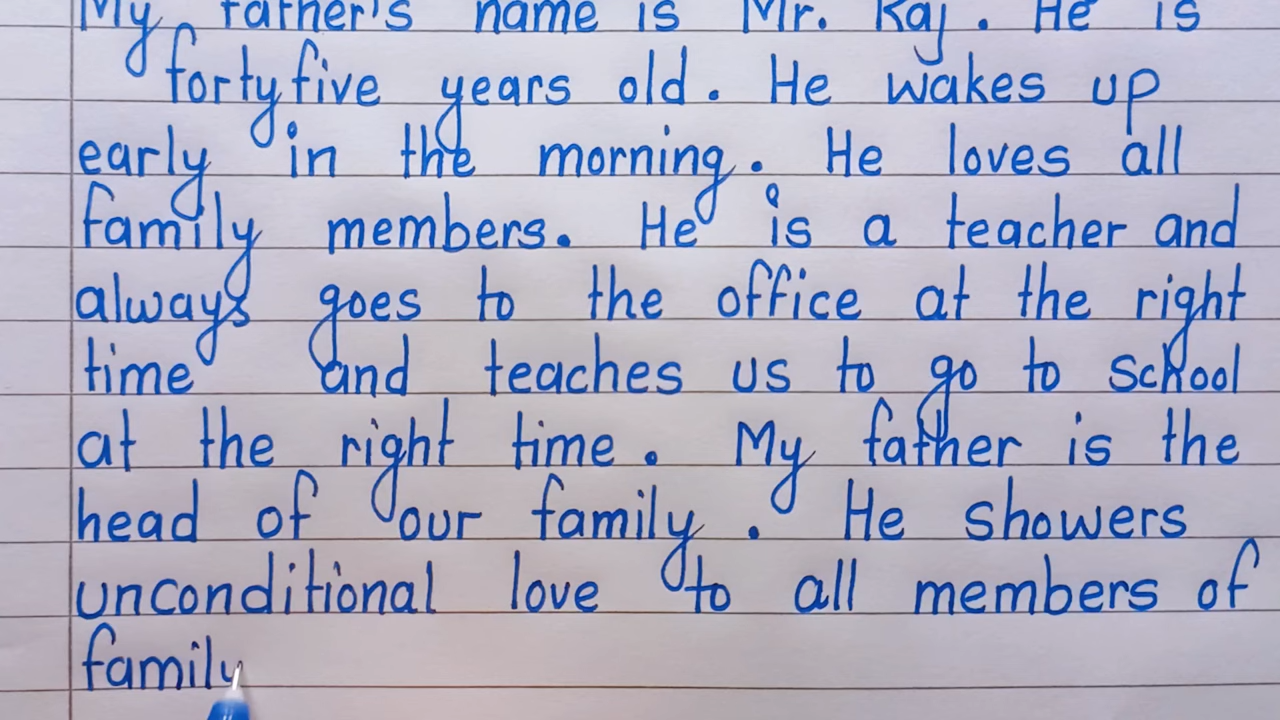 My father's name is Mr. Raj. He is
fortyfive years old. He wakes up
early in the morning. He loves all
family members. He is a teacher and
always goes to the office at the right
time and teaches us to go to school
at the right time. My father is the
head of our family. He showers
unconditional love to all members of
family